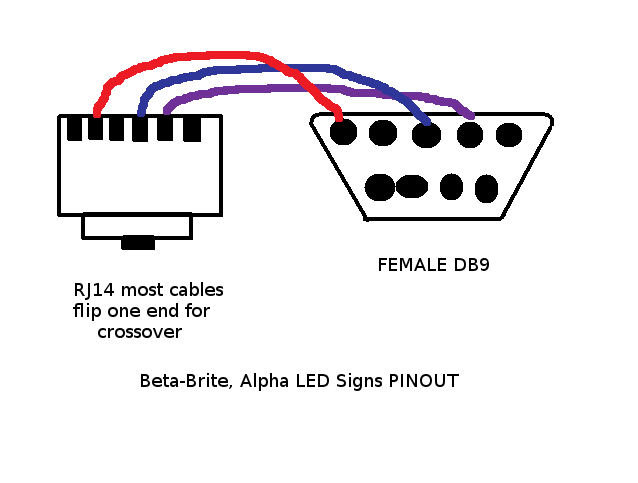 FEMALE DB9
RJ14 most cables
flip one end for
crossover
Beta-Brite, Alpha LED Signs PINOUT